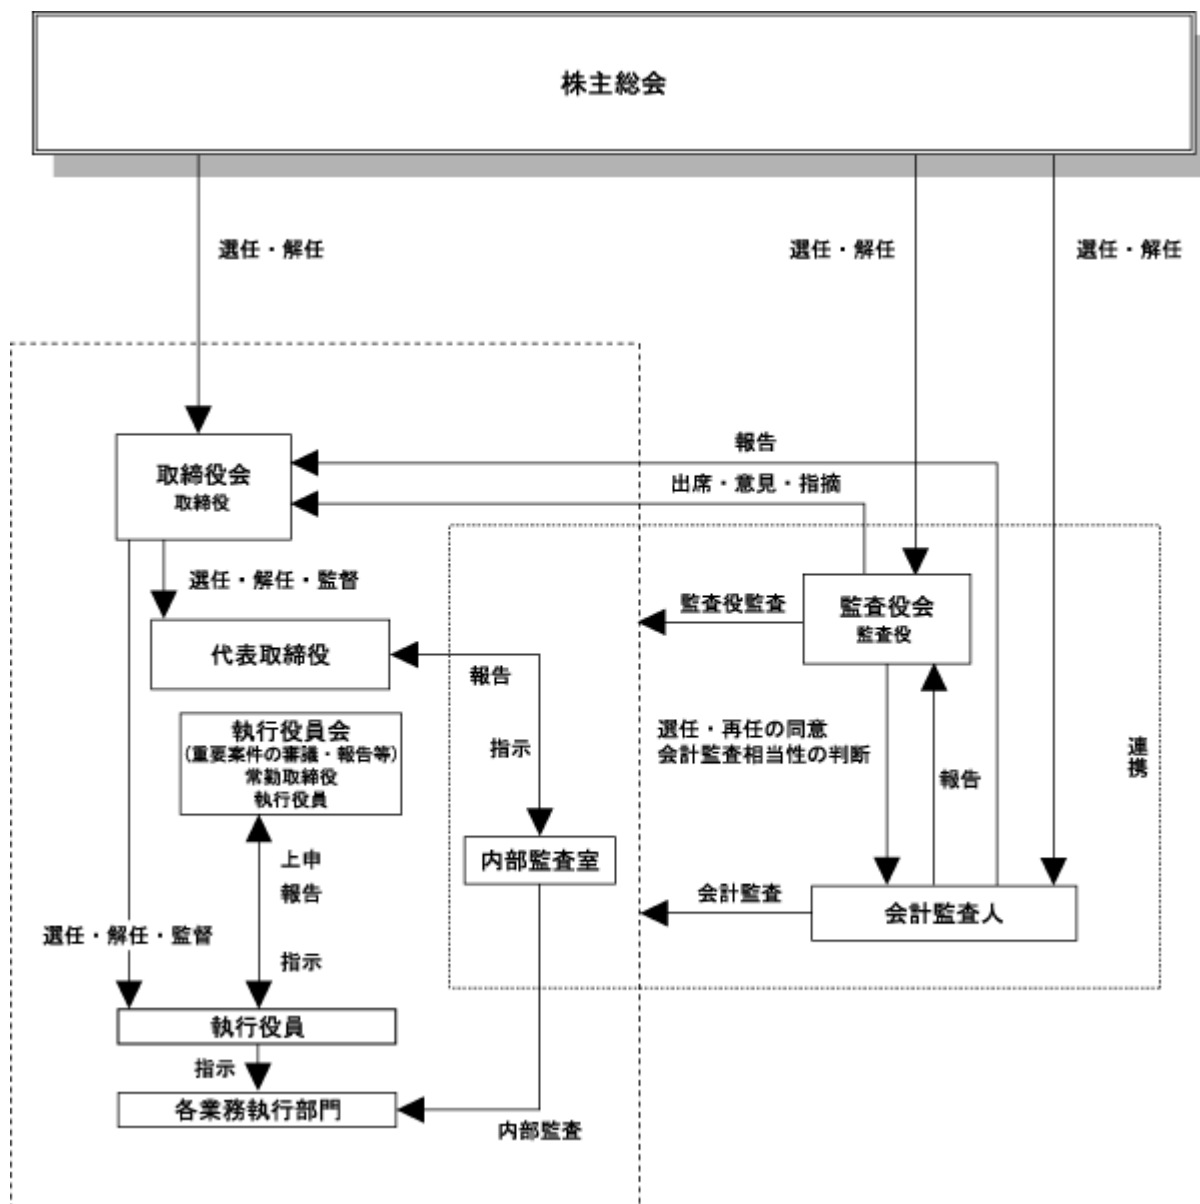 株主総会
選任・解任
選任・解任
選任・解任
報告
取締役会
取締役
出席・意見・指摘
選任・解任・監督
監査役監査
監査役会
監査役
代表取締役
報告
執行役員会
(重要案件の審議・報告等)
常勤取締役
執行役員
指示
選任・再任の同意
会計監査相当性の判断
報告
連携
上申
報告
内部監査室
会計監査
会計監査人
選任・解任・監督
指示
執行役員
指示
各業務執行部門
内部監査